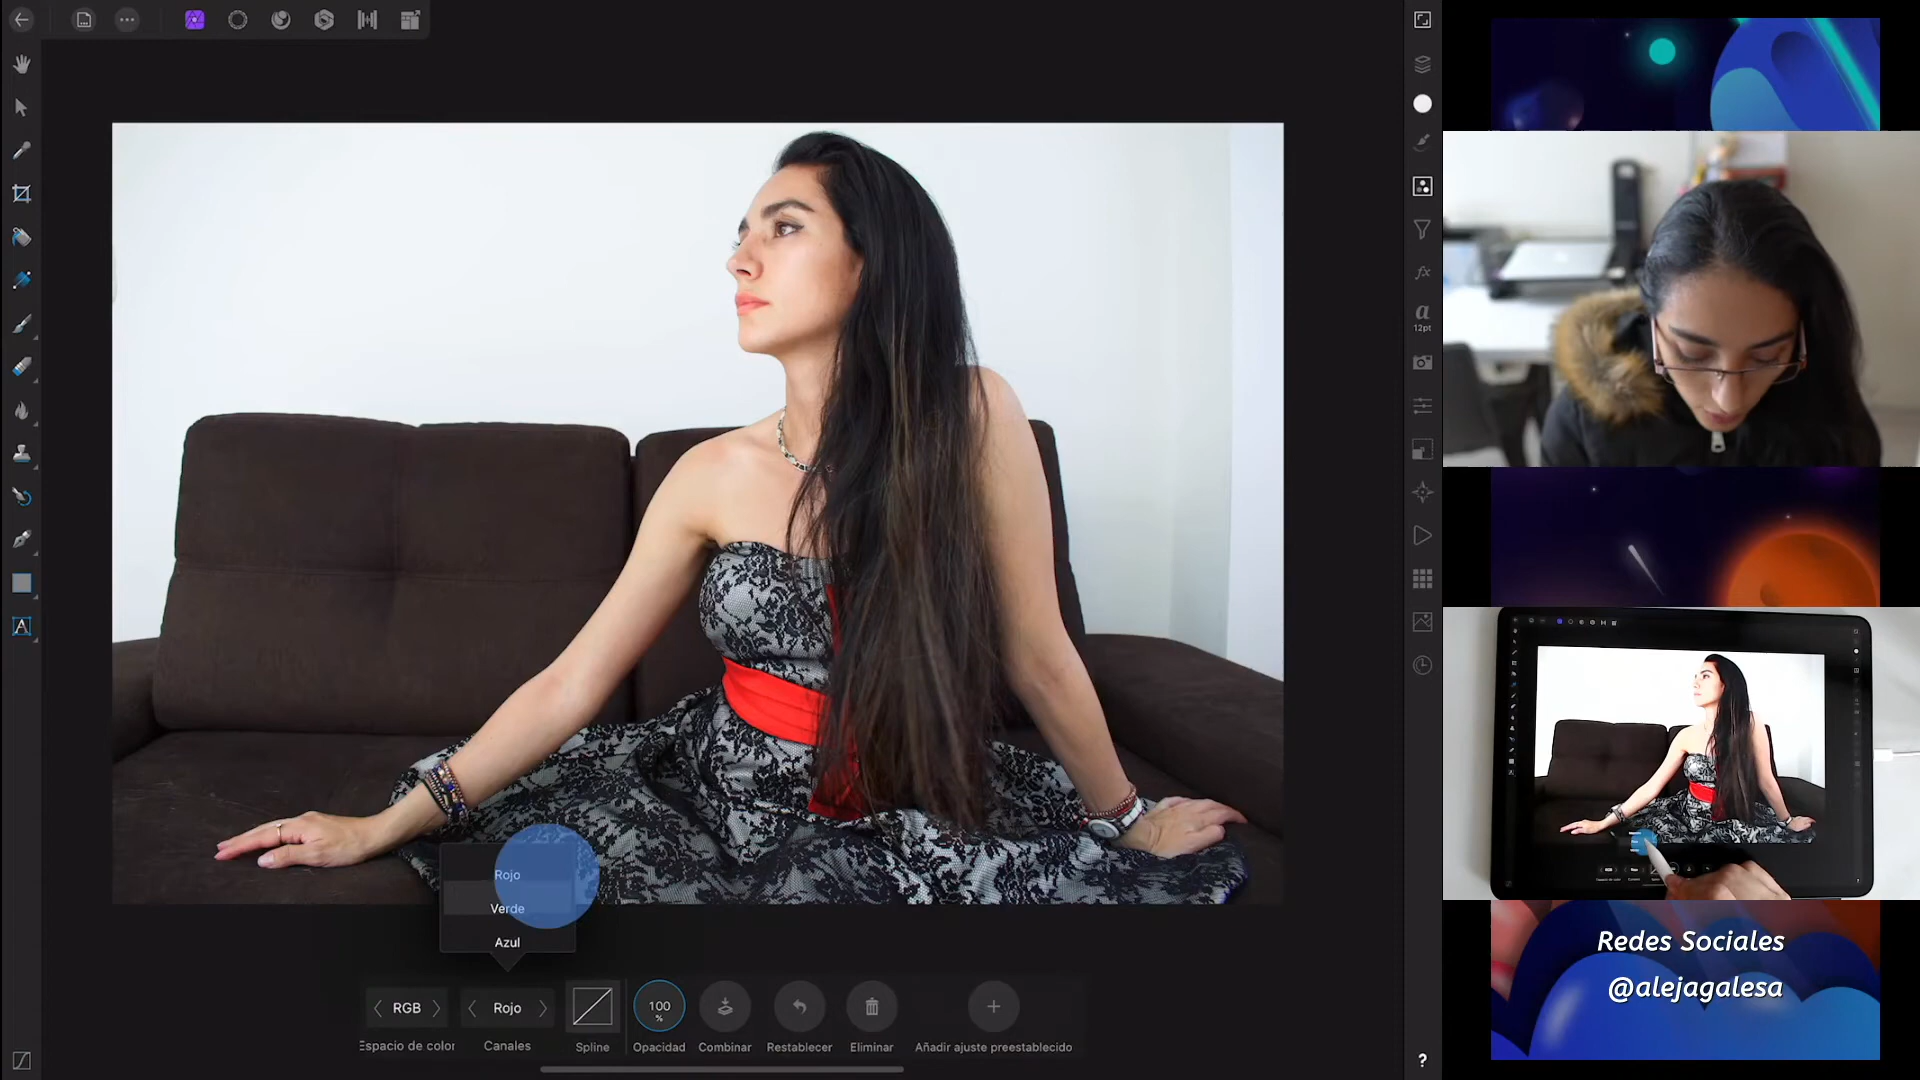 fx
a
12pt
A
Rojo
Verde
Azul
RGB
Rojo
100
%
Espacio de color
Canales
Spline
Opacidad
Combinar
Restablecer
Eliminar
Añadir ajuste preestablecido
?
Redes Sociales
@alejagalesa